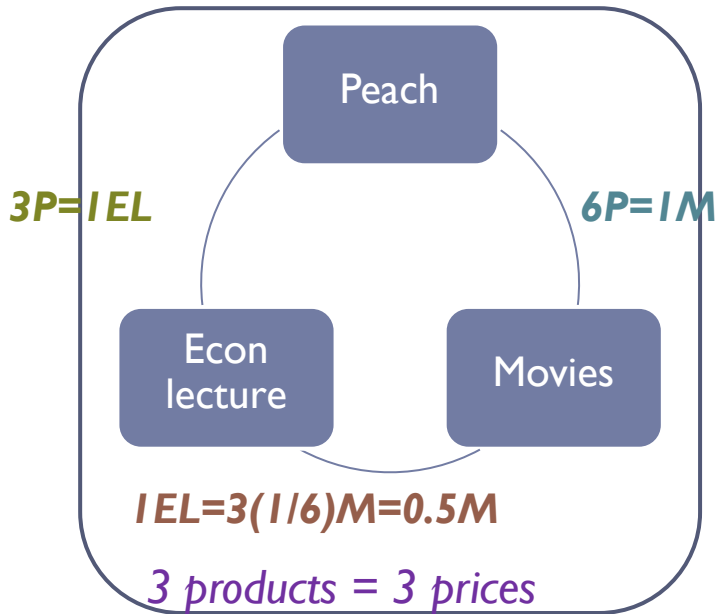 Peach
3P=1EL
6P=1M
Econ
lecture
Movies
1EL=3(1/6)M=0.5M
3 products = 3 prices